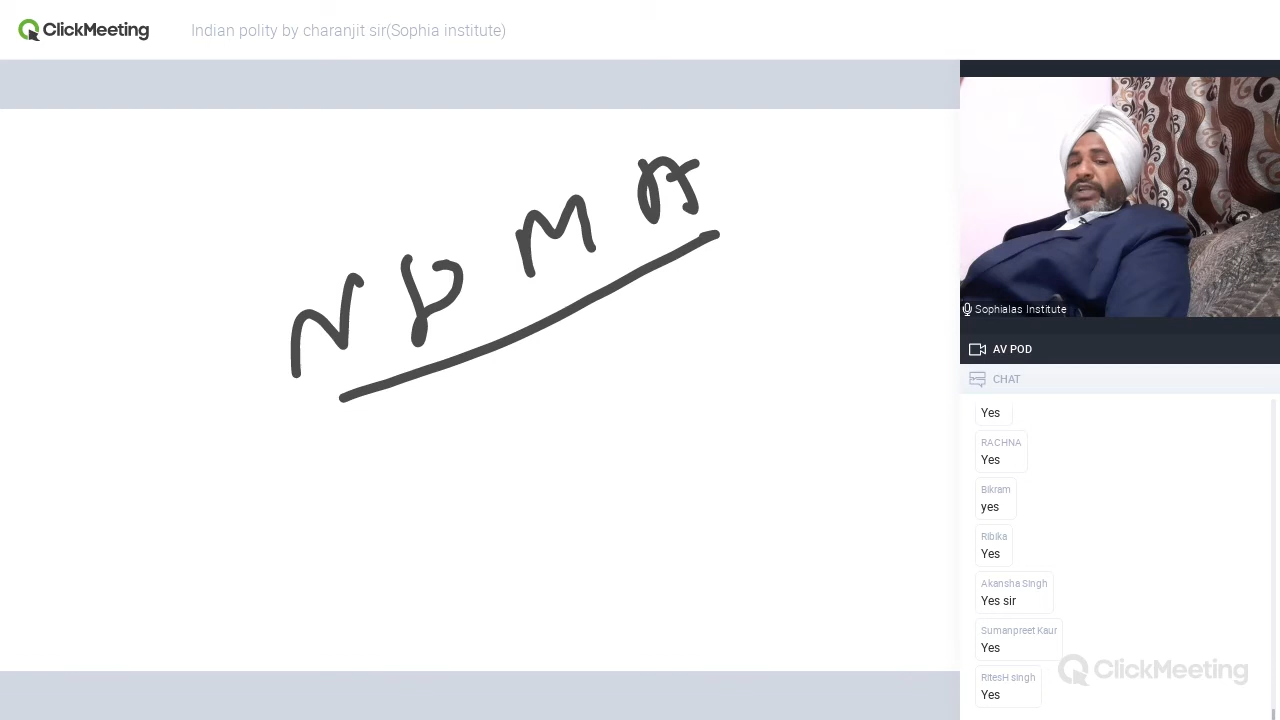 ClickMeeting
Indian polity by charanjit sir(Sophia institute)
N D M A
SophiaIas Institute
AV POD
CHAT
Yes
RACHNA
Yes
Bikram
yes
Ribika
Yes
Akansha Singh
Yes sir
Sumanpreet Kaur
Yes
RitesH singh
Yes
ClickMeeting